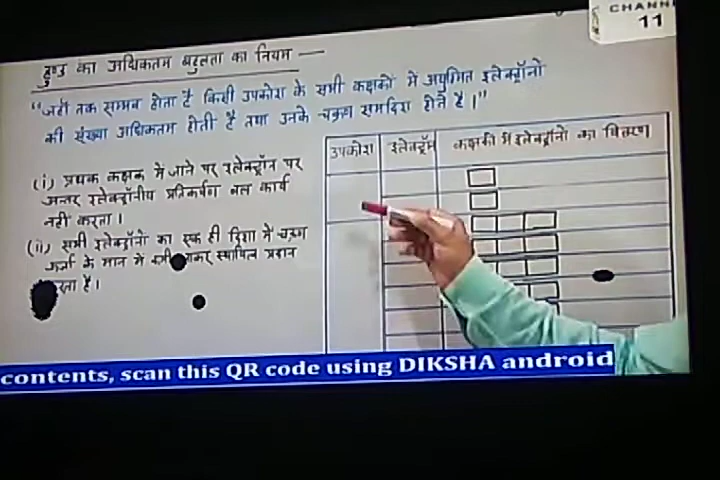 CHANN
11
हुण्ड का अधिकतम बहुलता का नियम —
"जहाँ तक सम्भव होता है किसी उपकोश के सभी कक्षकों में अयुग्मित इलेक्ट्रॉनों
की संख्या अधिकतम होती है तथा उनके चक्रण समदिश होते है।"
(i) प्रथक कक्षक में जाने पर इलेक्ट्रॉन पर
अन्तर इलेक्ट्रॉनीय प्रतिकर्षण बल कार्य
नहीं करता।
(ii) सभी इलेक्ट्रॉनों का एक ही दिशा में चक्रण
ऊर्जा के मान में कमी स्थायित्व प्रदान
है।
उपकोश इलेक्ट्रॉन कक्षकों में इलेक्ट्रॉनों का वितरण
contents, scan this QR code using DIKSHA android